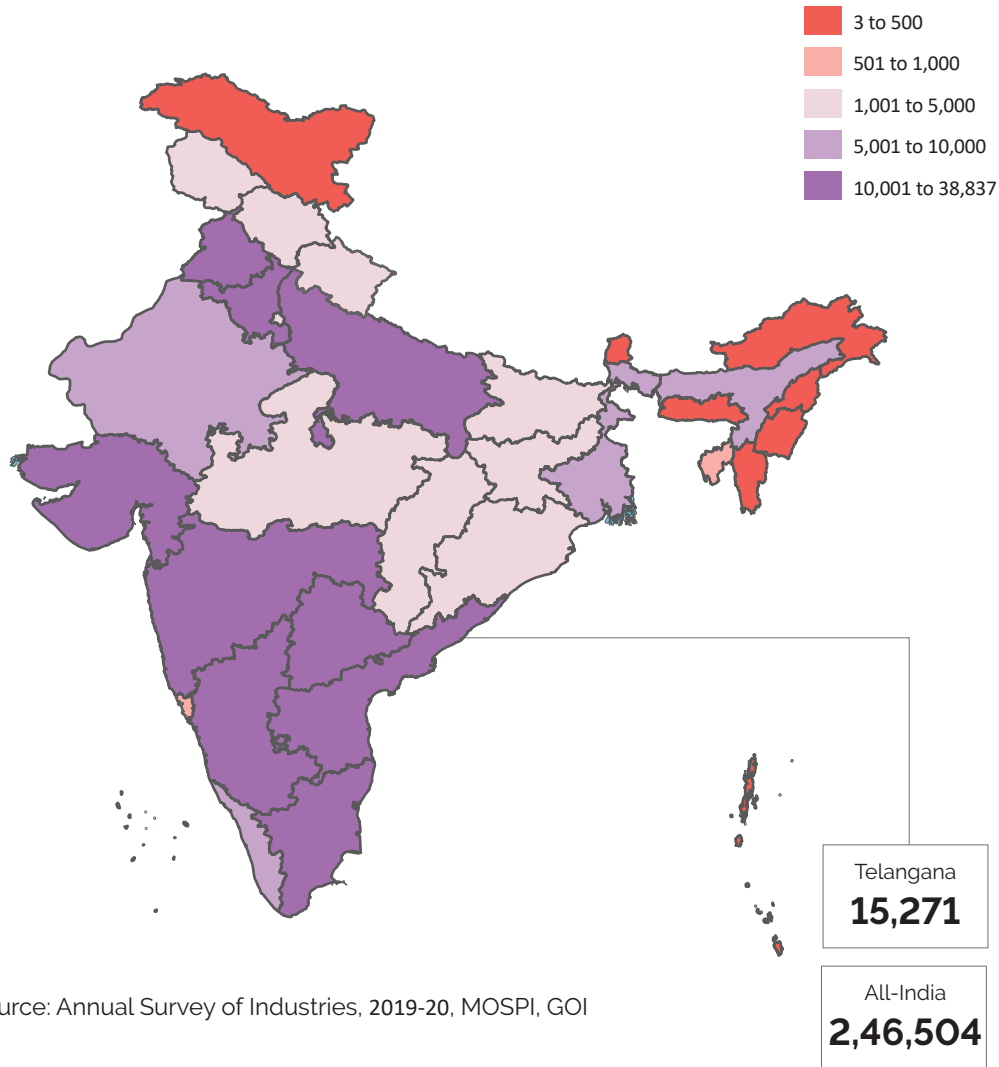 3 to 500
501 to 1,000
1,001 to 5,000
5,001 to 10,000
10,001 to 38,837
Telangana
15,271
All-India
2,46,504
urce: Annual Survey of Industries, 2019-20, MOSPI, GOI